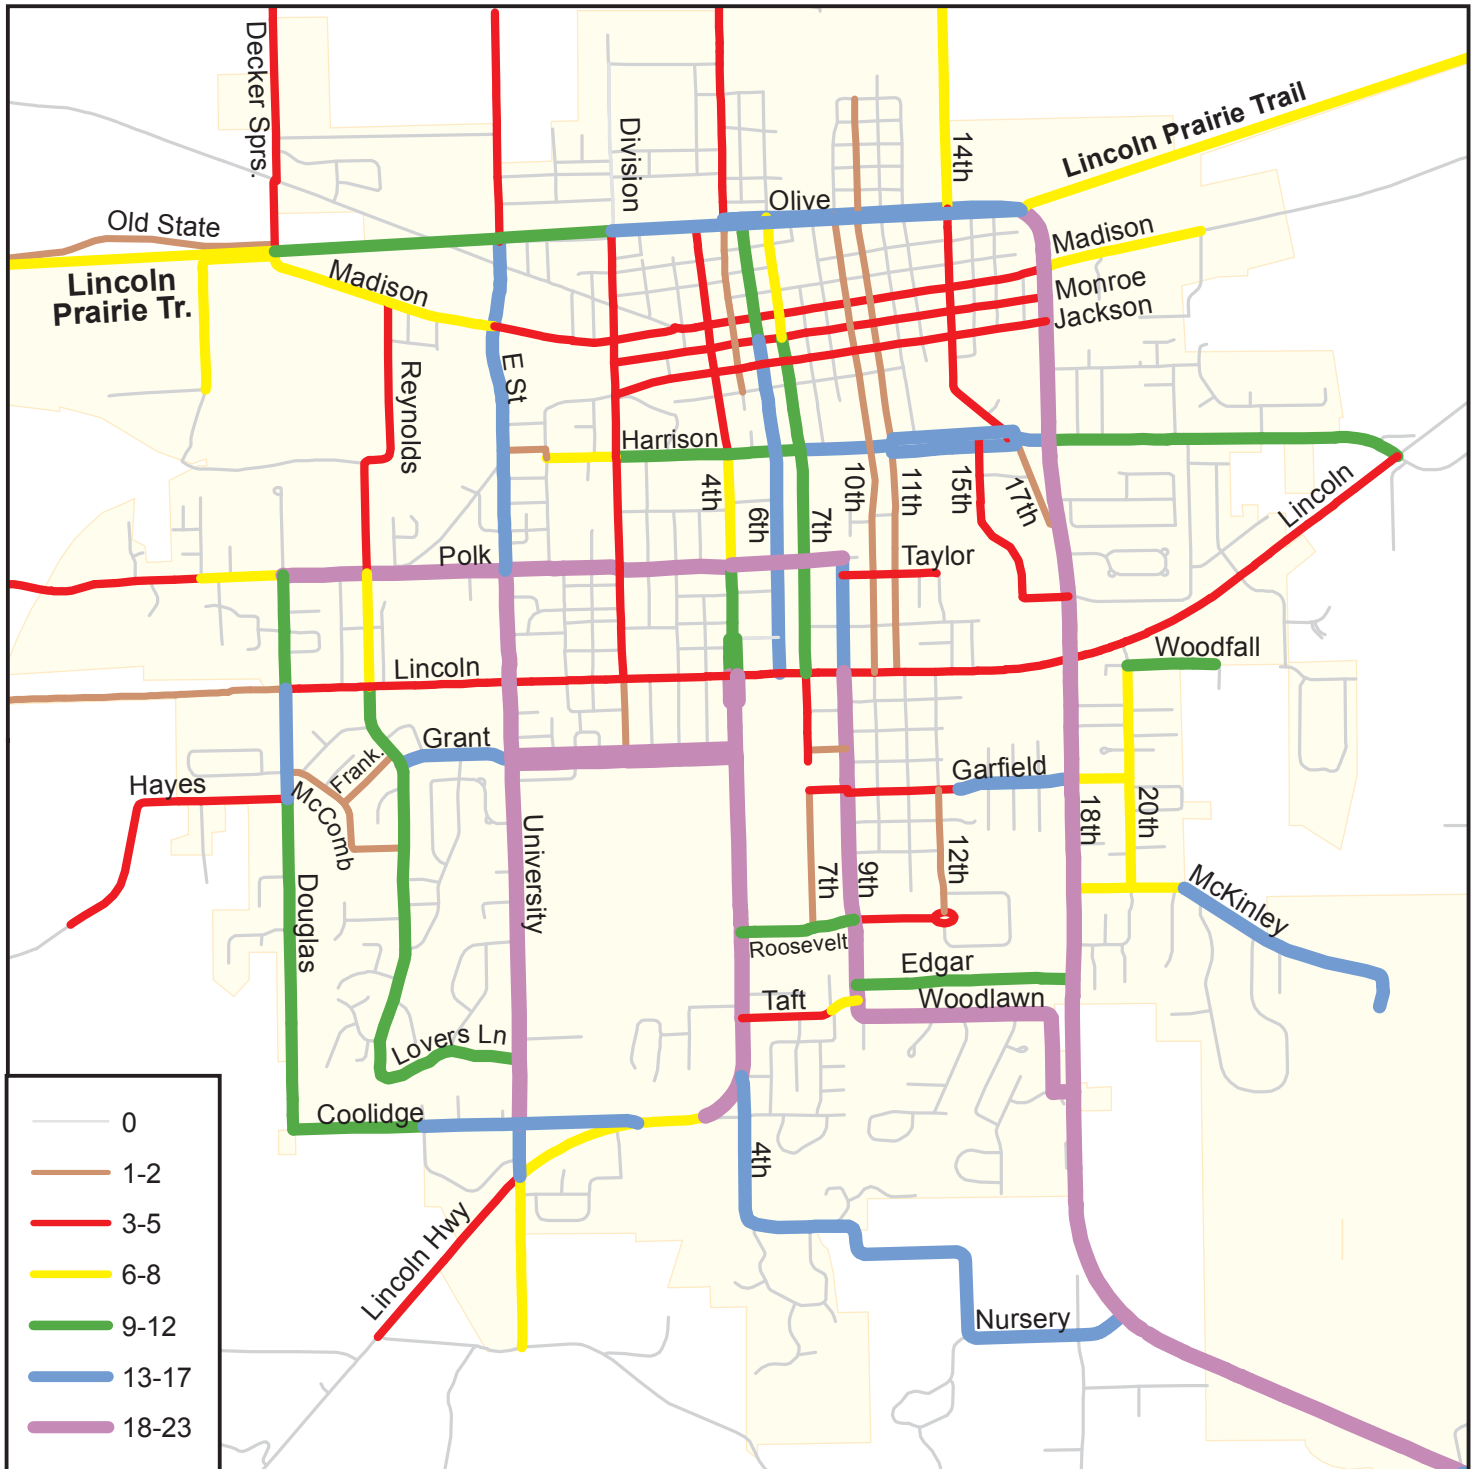 Decker Sprs.
Division
14th
Lincoln Prairie Trail
Olive
Old State
Lincoln
Prairie Tr.
Madison
Madison
Monroe
Jackson
Reynolds
E St
Harrison
4th
6th
7th
10th
11th
15th
17th
Lincoln
Polk
Taylor
Woodfall
Lincoln
Grant
Frank.
McComb
Hayes
Garfield
18th
20th
University
7th
9th
12th
McKinley
Douglas
Roosevelt
Edgar
Taft
Woodlawn
Lovers Ln
Coolidge
4th
Lincoln Hwy
Nursery
0
1-2
3-5
6-8
9-12
13-17
18-23